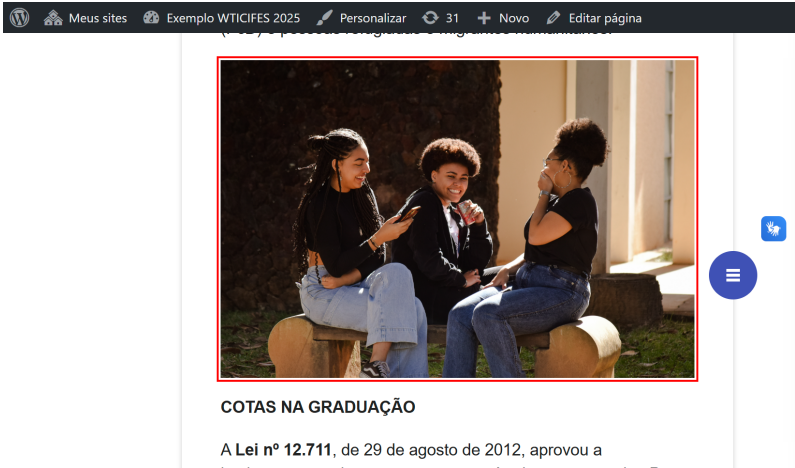 Meus sites Exemplo WTICIFES 2025 Personalizar 31 Novo Editar página
COTAS NA GRADUAÇÃO
A Lei nº 12.711, de 29 de agosto de 2012, aprovou a